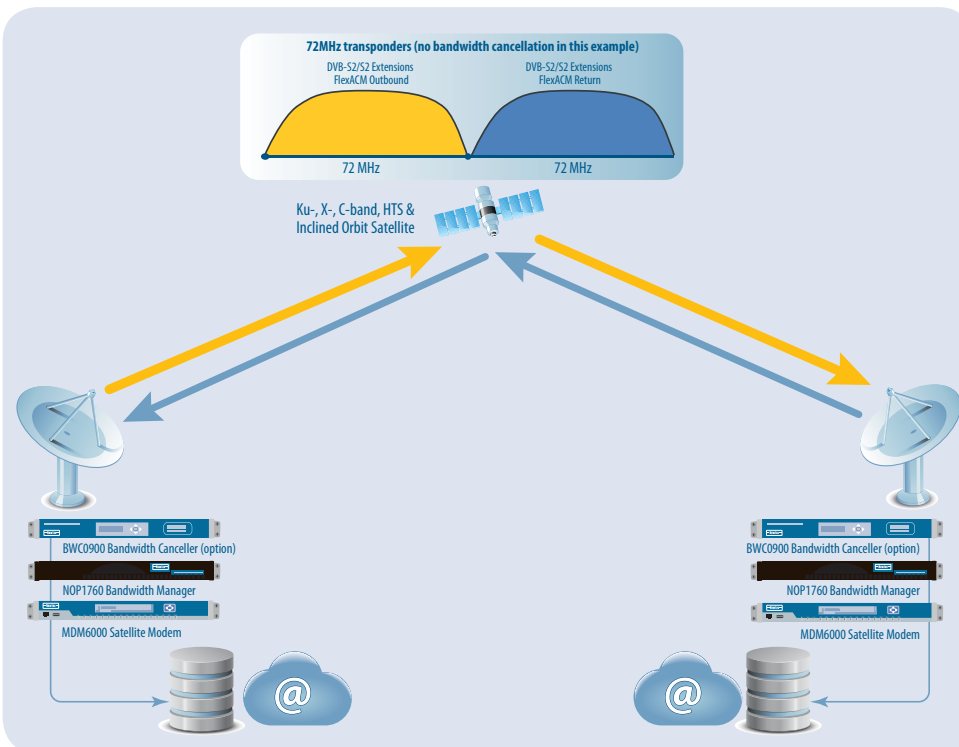 72MHz transponders (no bandwidth cancellation in this example)
DVB-S2/S2 Extensions
FlexACM Outbound
DVB-S2/S2 Extensions
FlexACM Return
72 MHz
72 MHz
Ku-, X-, C-band, HTS &
Inclined Orbit Satellite
BWC0900 Bandwidth Canceller (option)
NOP1760 Bandwidth Manager
MDM6000 Satellite Modem
@
BWC0900 Bandwidth Canceller (option)
NOP1760 Bandwidth Manager
MDM6000 Satellite Modem
@